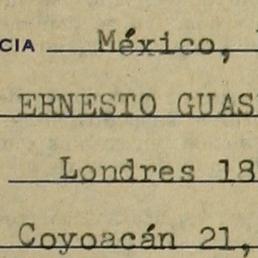 CIA México,
ERNESTO GUAS
Londres 18
Coyoacán 21,